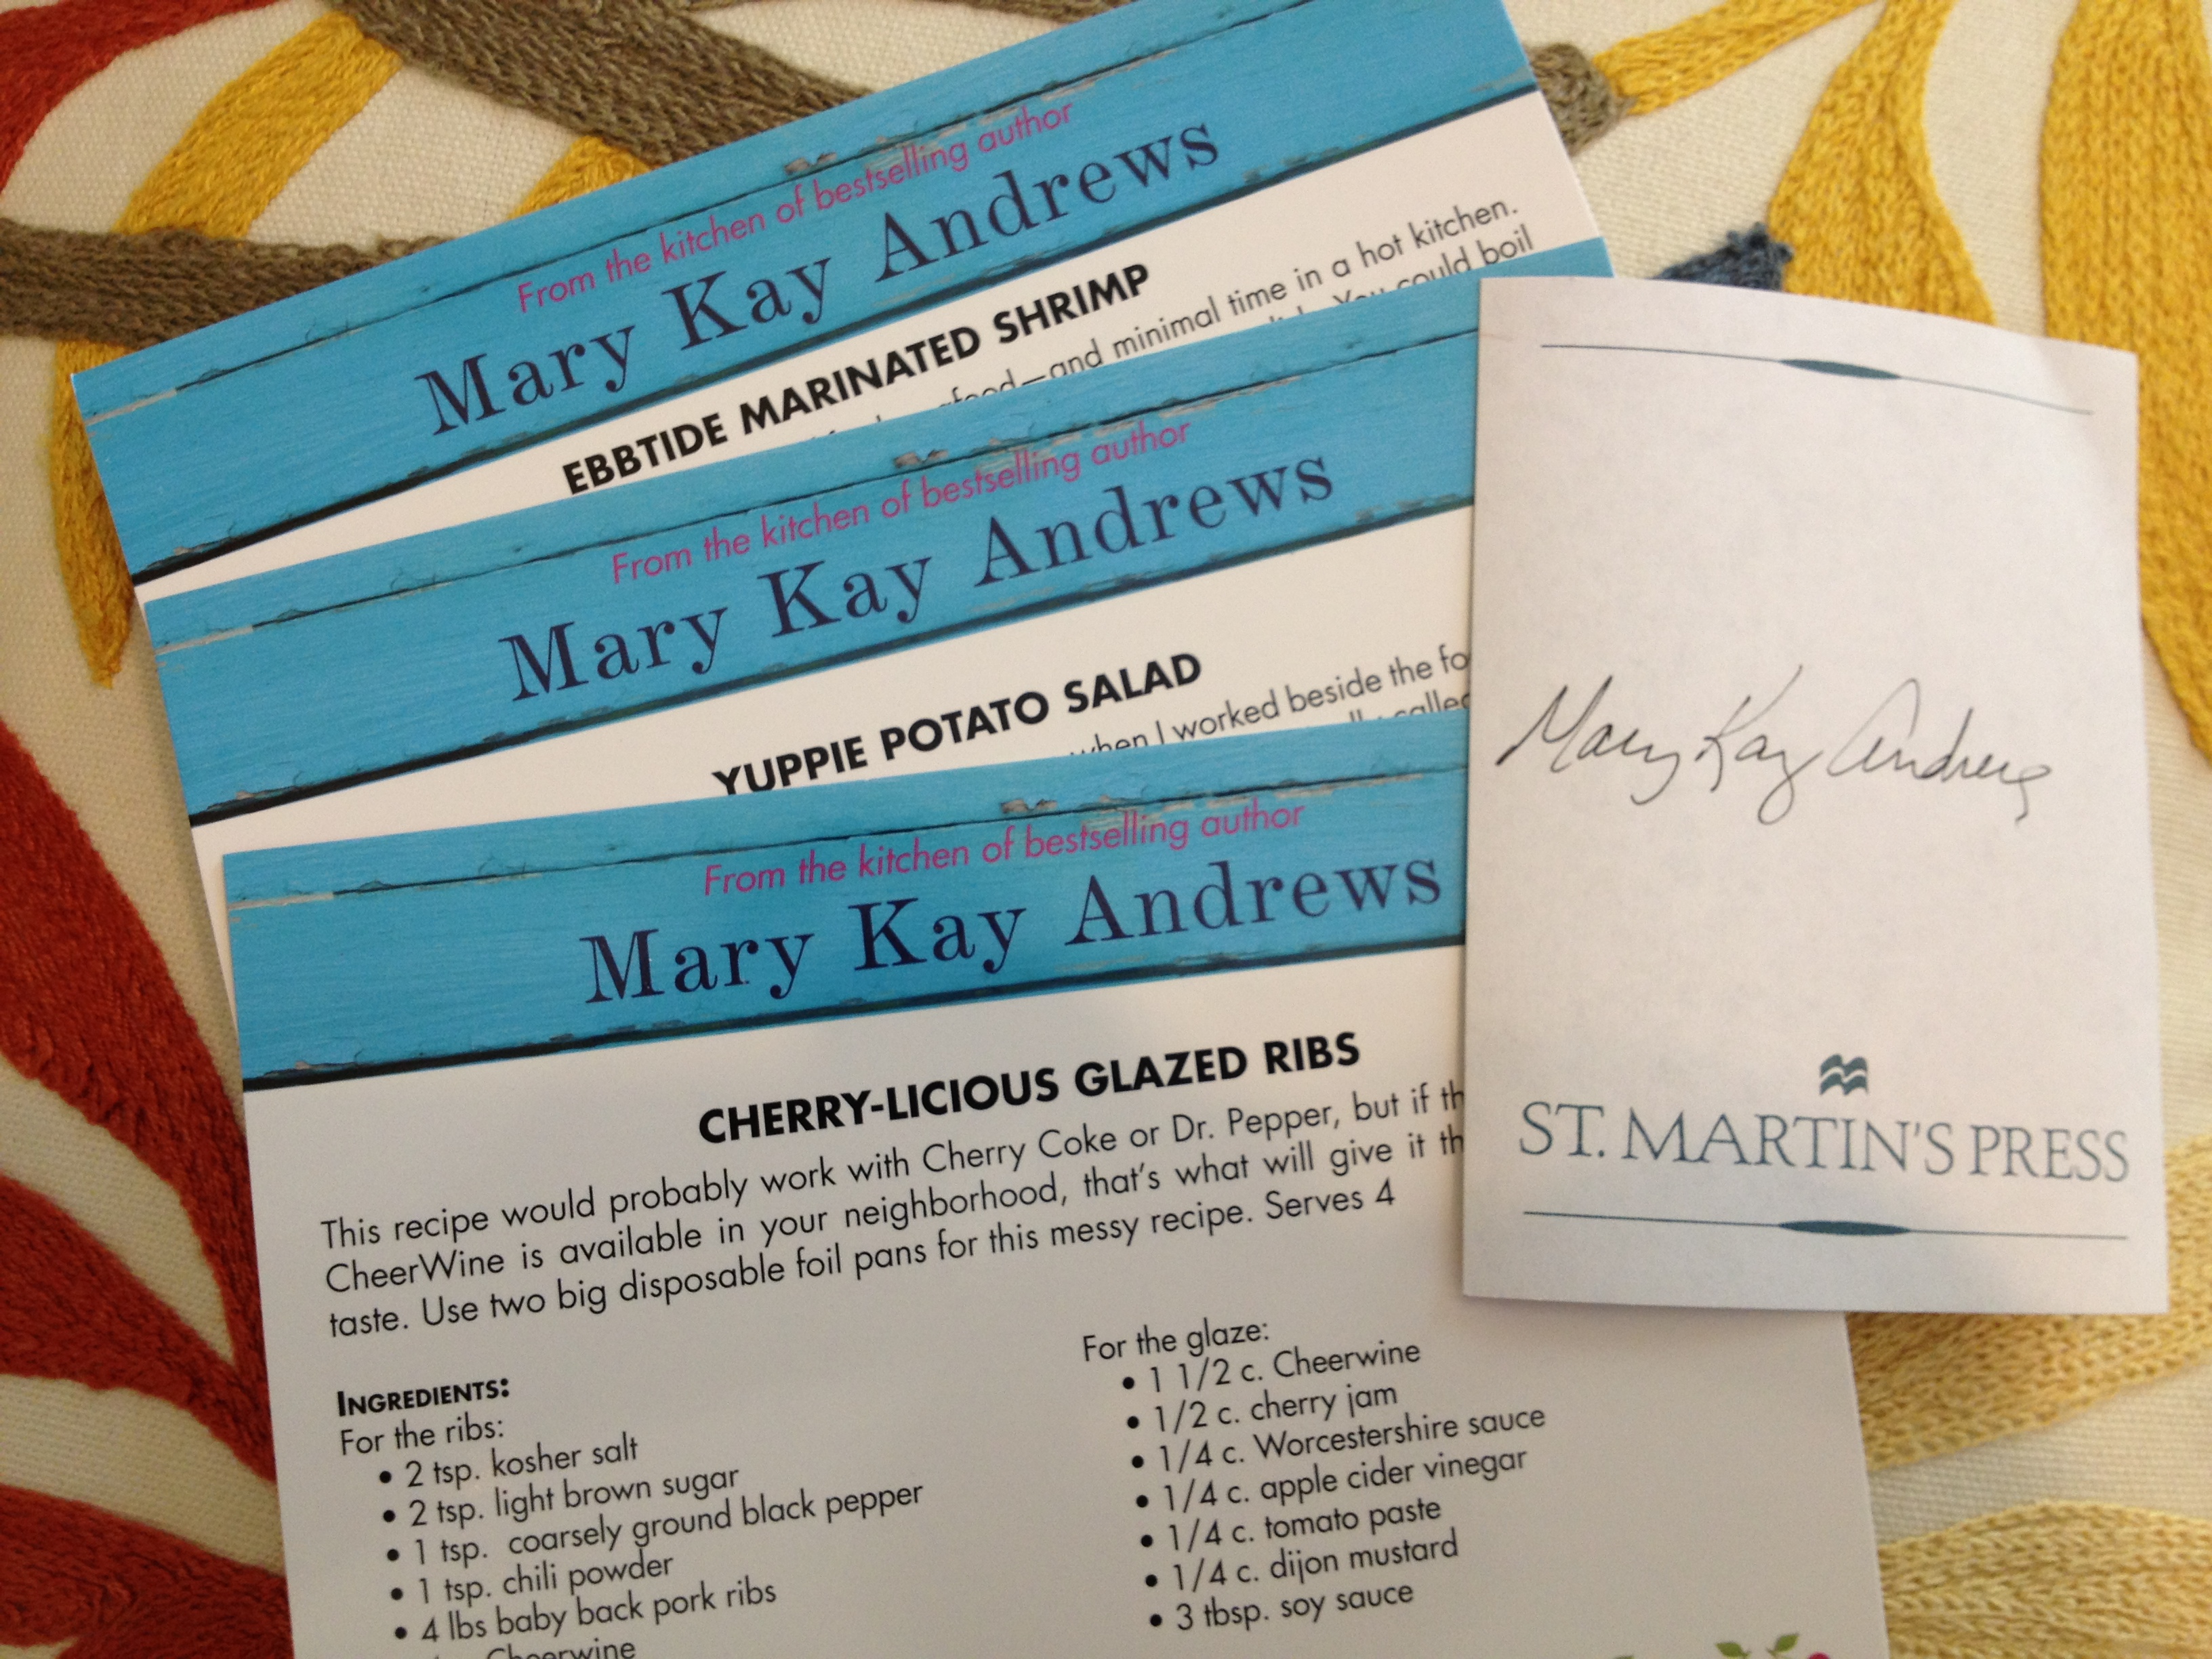 From the kitchen of bestselling author
Mary Kay Andrews
EBBTIDE MARINATED SHRIMP
—and minimal time in a hot kitchen.
You could boil
From the kitchen of bestselling author
Mary Kay Andrews
YUPPIE POTATO SALAD
when I worked beside the fo
called
From the kitchen of bestselling author
Mary Kay Andrews
CHERRY-LICIOUS GLAZED RIBS
This recipe would probably work with Cherry Coke or Dr. Pepper, but if th
CheerWine is available in your neighborhood, that's what will give it th
taste. Use two big disposable foil pans for this messy recipe. Serves 4
INGREDIENTS:
For the ribs:
• 2 tsp. kosher salt
• 2 tsp. light brown sugar
• 1 tsp. coarsely ground black pepper
• 1 tsp. chili powder
• 4 lbs baby back pork ribs
Cheerwine
For the glaze:
• 1 1/2 c. Cheerwine
• 1/2 c. cherry jam
• 1/4 c. Worcestershire sauce
• 1/4 c. apple cider vinegar
• 1/4 c. tomato paste
• 1/4 c. dijon mustard
• 3 tbsp. soy sauce
Mary Kay Andrews
ST. MARTIN'S PRESS